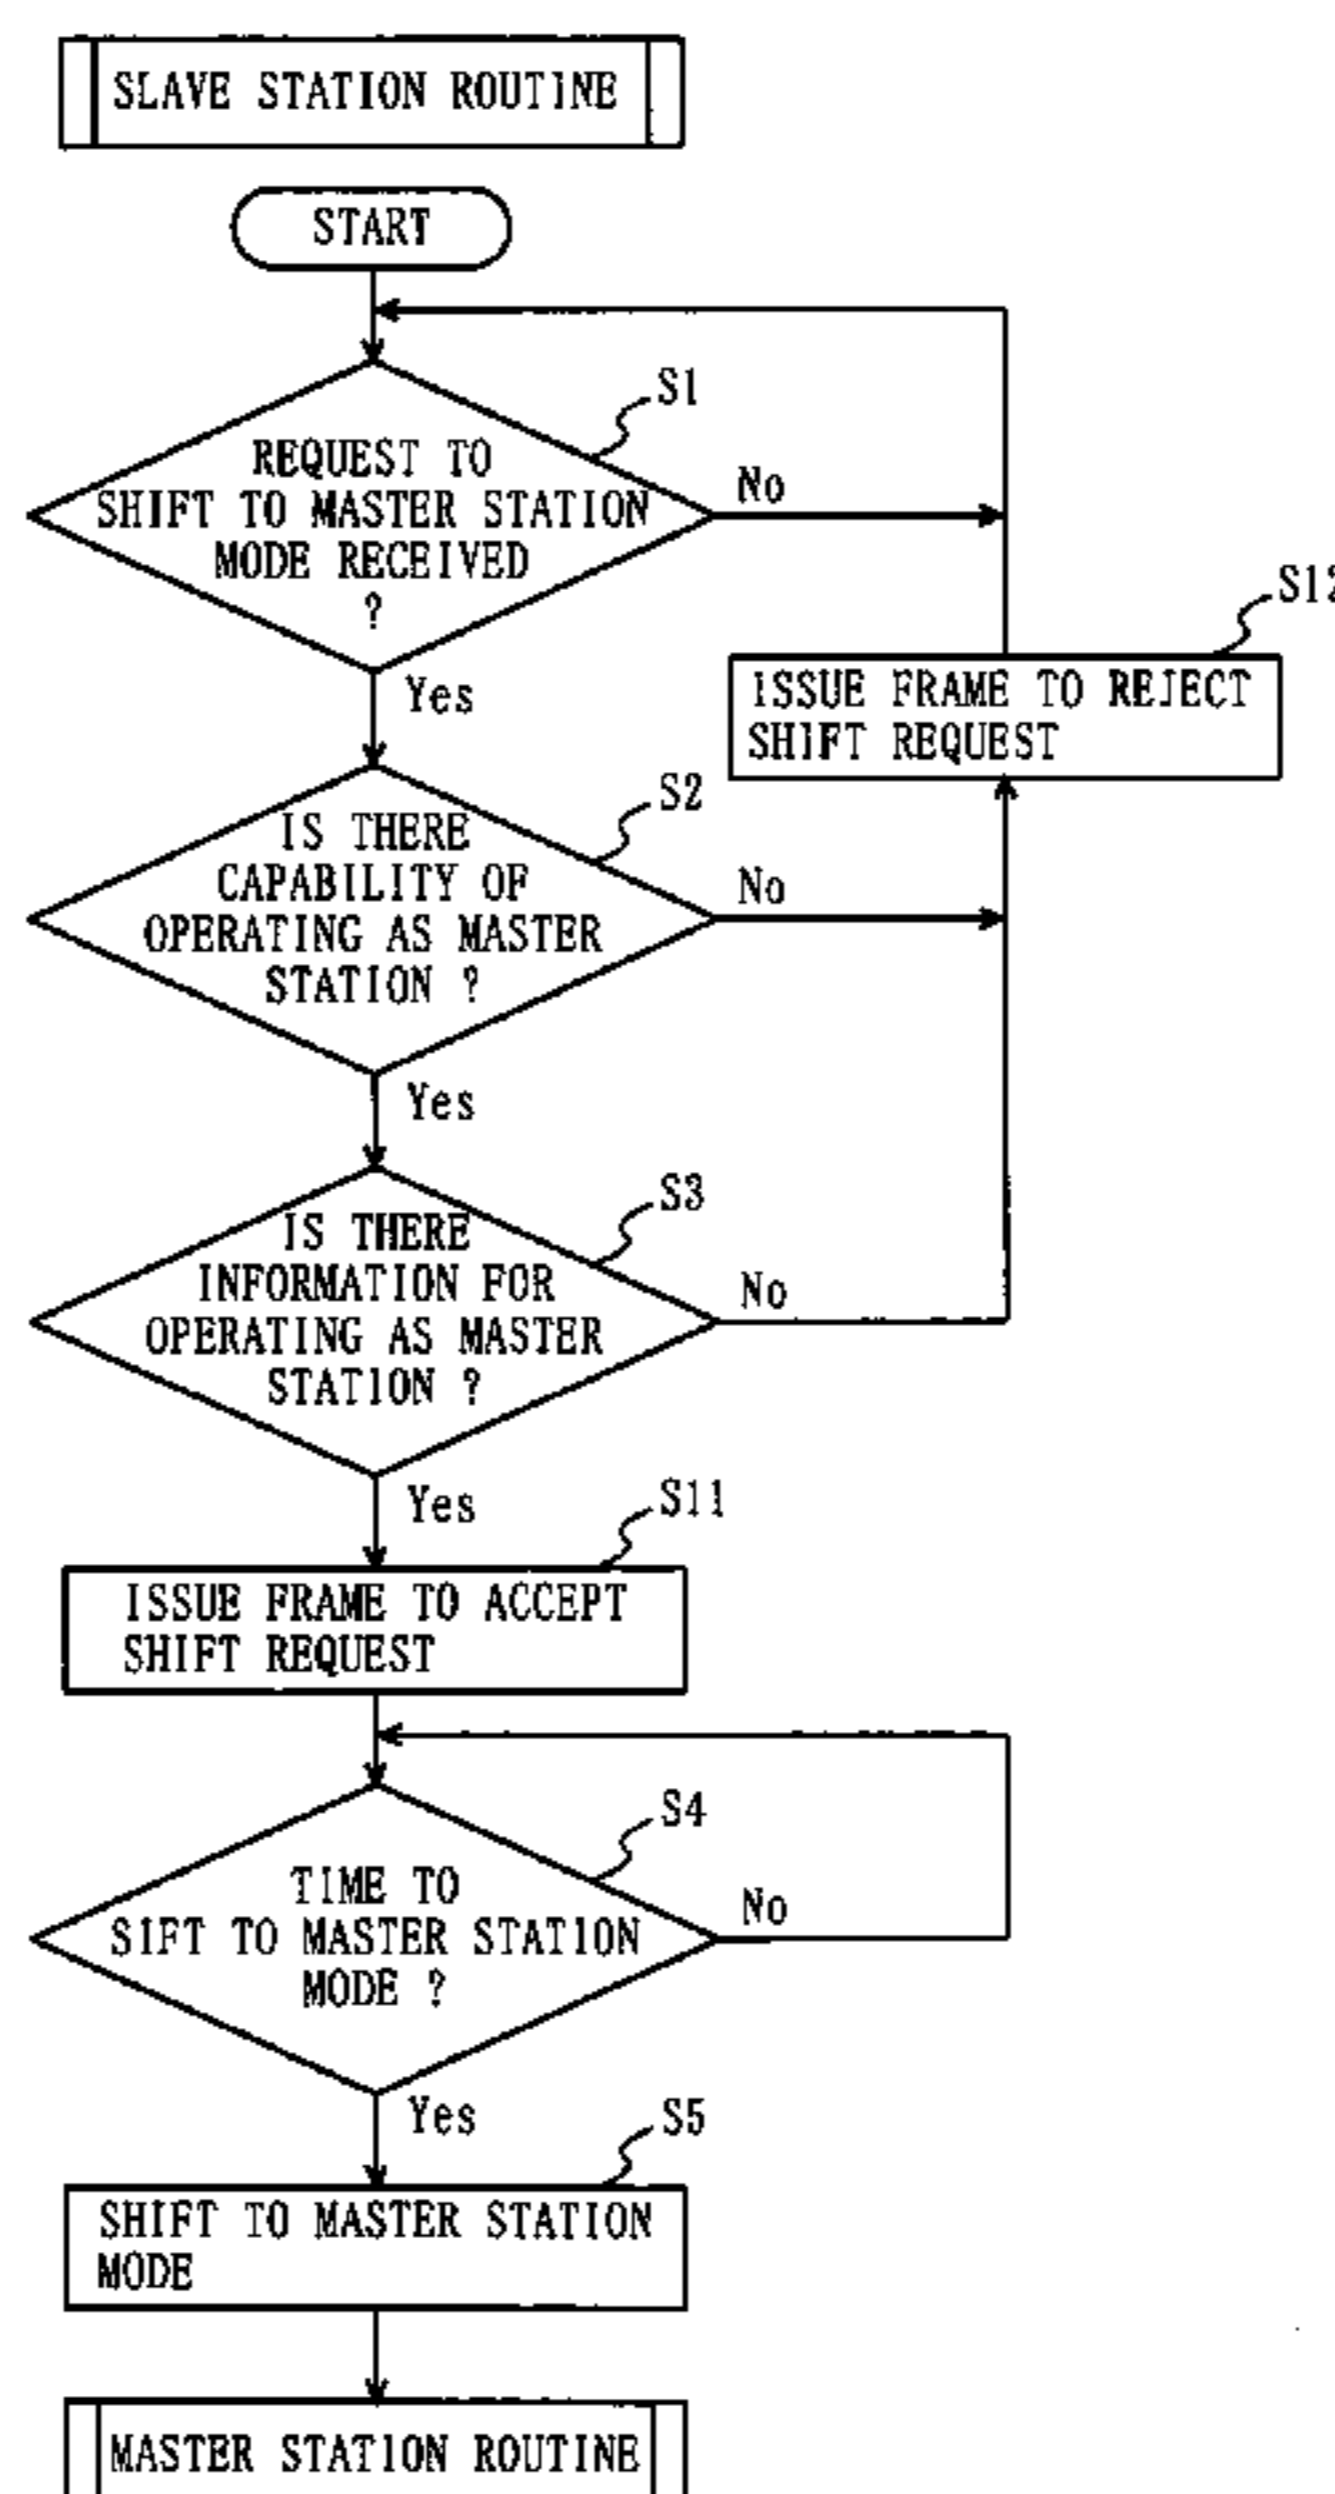 SLAVE STATION ROUTINE
START
S1
REQUEST TO
SHIFT TO MASTER STATION
MODE RECEIVED
?
No
Yes
S12
ISSUE FRAME TO REJECT
SHIFT REQUEST
S2
IS THERE
CAPABILITY OF
OPERATING AS MASTER
STATION ?
No
Yes
S3
IS THERE
INFORMATION FOR
OPERATING AS MASTER
STATION ?
No
Yes
S11
ISSUE FRAME TO ACCEPT
SHIFT REQUEST
S4
TIME TO
SIFT TO MASTER STATION
MODE ?
No
Yes
S5
SHIFT TO MASTER STATION
MODE
MASTER STATION ROUTINE